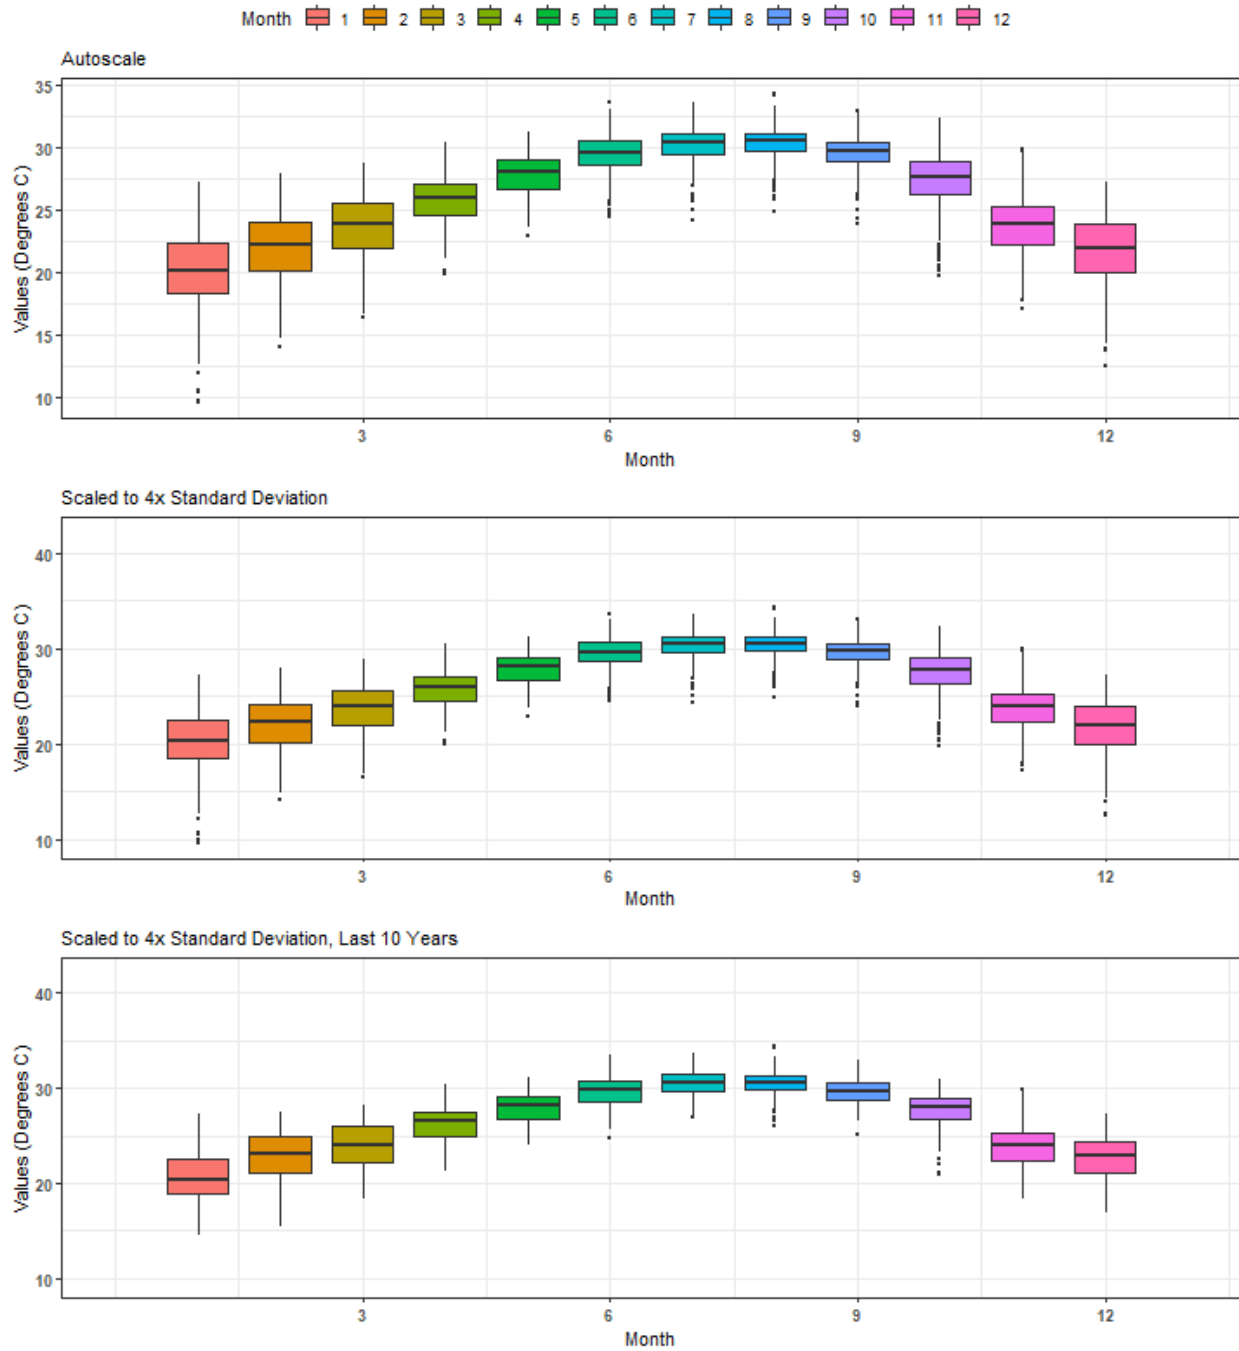 Month 1 2 3 4 5 6 7 8 9 10 11 12
Autoscale
Values (Degrees C)
35
30
25
20
15
10
3 6 9 12
Month
Scaled to 4x Standard Deviation
Values (Degrees C)
40
30
20
10
3 6 9 12
Month
Scaled to 4x Standard Deviation, Last 10 Years
Values (Degrees C)
40
30
20
10
3 6 9 12
Month